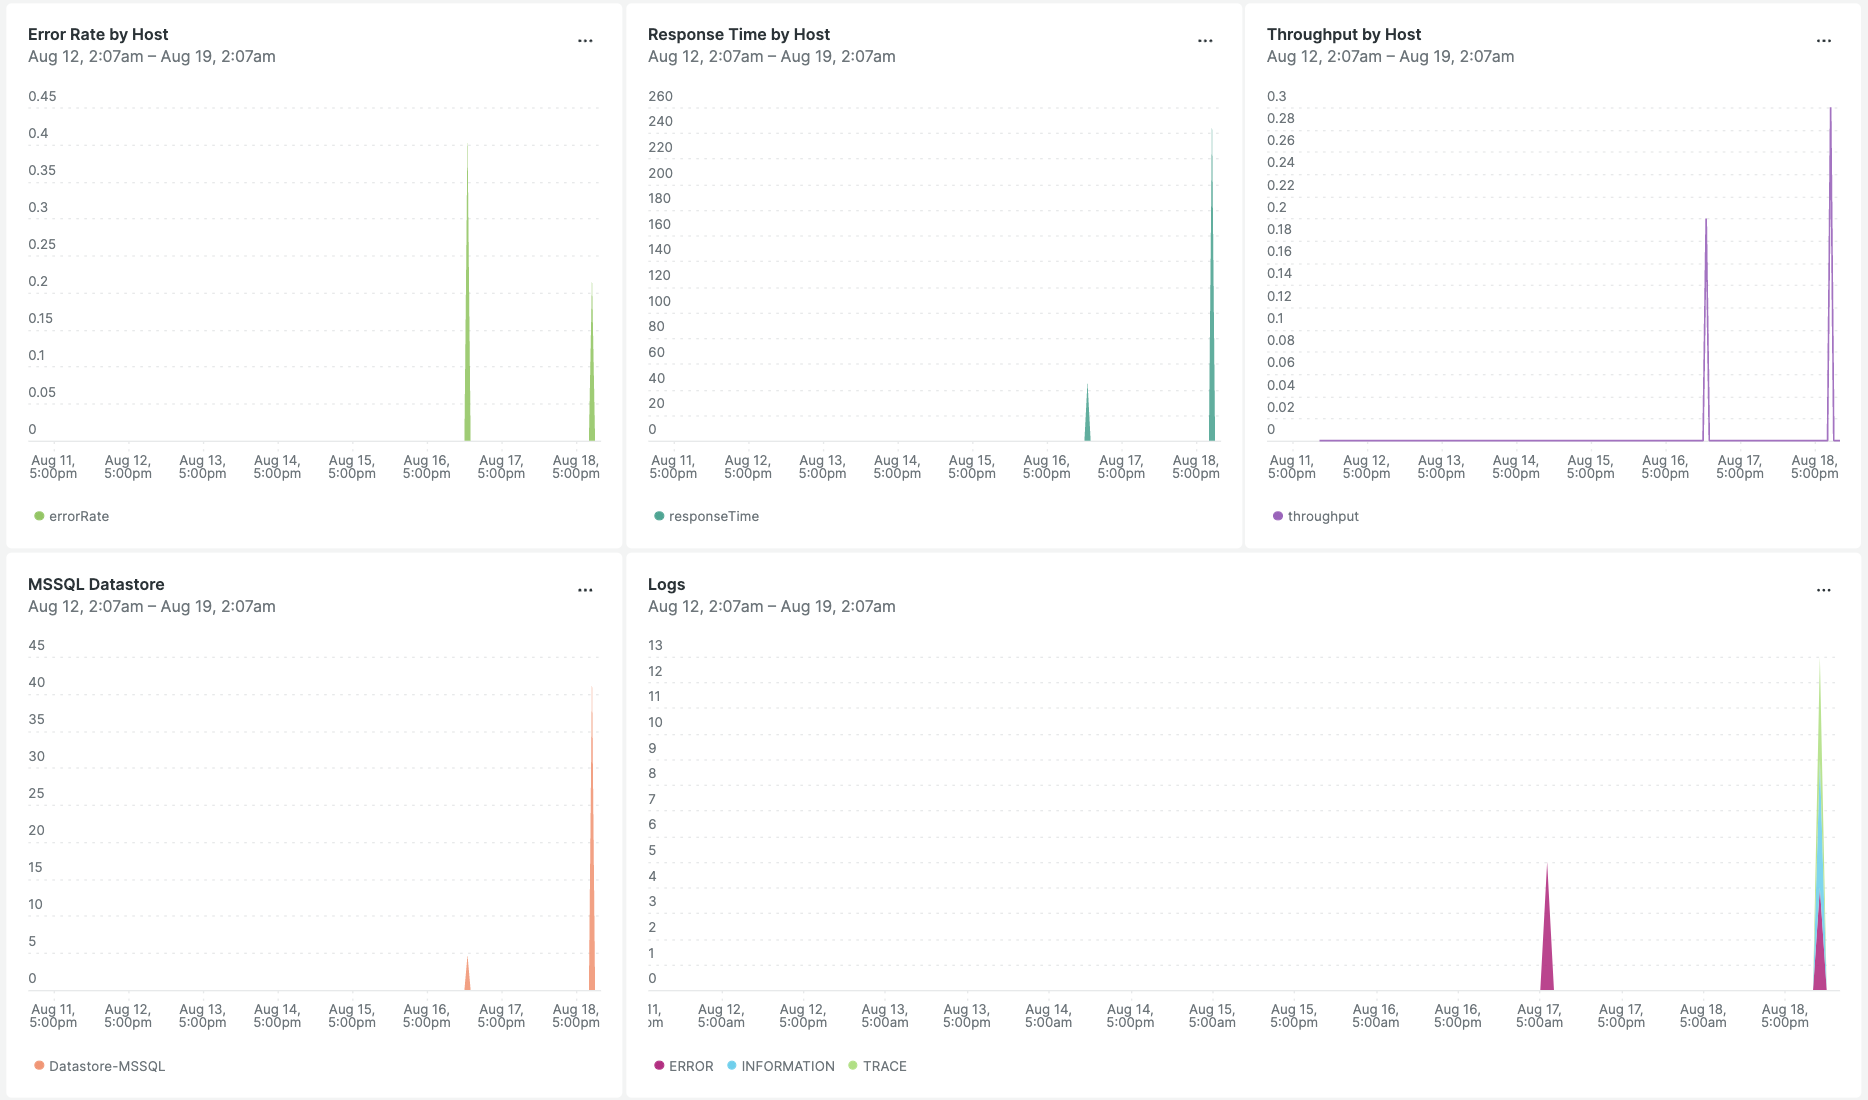 Error Rate by Host
Aug 12, 2:07am – Aug 19, 2:07am
0.45
0.4
0.35
0.3
0.25
0.2
0.15
0.1
0.05
0
Aug 11, 5:00pm
Aug 12, 5:00pm
Aug 13, 5:00pm
Aug 14, 5:00pm
Aug 15, 5:00pm
Aug 16, 5:00pm
Aug 17, 5:00pm
Aug 18, 5:00pm
errorRate
Response Time by Host
Aug 12, 2:07am – Aug 19, 2:07am
260
240
220
200
180
160
140
120
100
80
60
40
20
0
Aug 11, 5:00pm
Aug 12, 5:00pm
Aug 13, 5:00pm
Aug 14, 5:00pm
Aug 15, 5:00pm
Aug 16, 5:00pm
Aug 17, 5:00pm
Aug 18, 5:00pm
responseTime
Throughput by Host
Aug 12, 2:07am – Aug 19, 2:07am
0.3
0.28
0.26
0.24
0.22
0.2
0.18
0.16
0.14
0.12
0.1
0.08
0.06
0.04
0.02
0
Aug 11, 5:00pm
Aug 12, 5:00pm
Aug 13, 5:00pm
Aug 14, 5:00pm
Aug 15, 5:00pm
Aug 16, 5:00pm
Aug 17, 5:00pm
Aug 18, 5:00pm
throughput
MSSQL Datastore
Aug 12, 2:07am – Aug 19, 2:07am
45
40
35
30
25
20
15
10
5
0
Aug 11, 5:00pm
Aug 12, 5:00pm
Aug 13, 5:00pm
Aug 14, 5:00pm
Aug 15, 5:00pm
Aug 16, 5:00pm
Aug 17, 5:00pm
Aug 18, 5:00pm
Datastore-MSSQL
Logs
Aug 12, 2:07am – Aug 19, 2:07am
13
12
11
10
9
8
7
6
5
4
3
2
1
0
11, pm
Aug 12, 5:00am
Aug 12, 5:00pm
Aug 13, 5:00am
Aug 13, 5:00pm
Aug 14, 5:00am
Aug 14, 5:00pm
Aug 15, 5:00am
Aug 15, 5:00pm
Aug 16, 5:00am
Aug 16, 5:00pm
Aug 17, 5:00am
Aug 17, 5:00pm
Aug 18, 5:00am
Aug 18, 5:00pm
ERROR INFORMATION TRACE